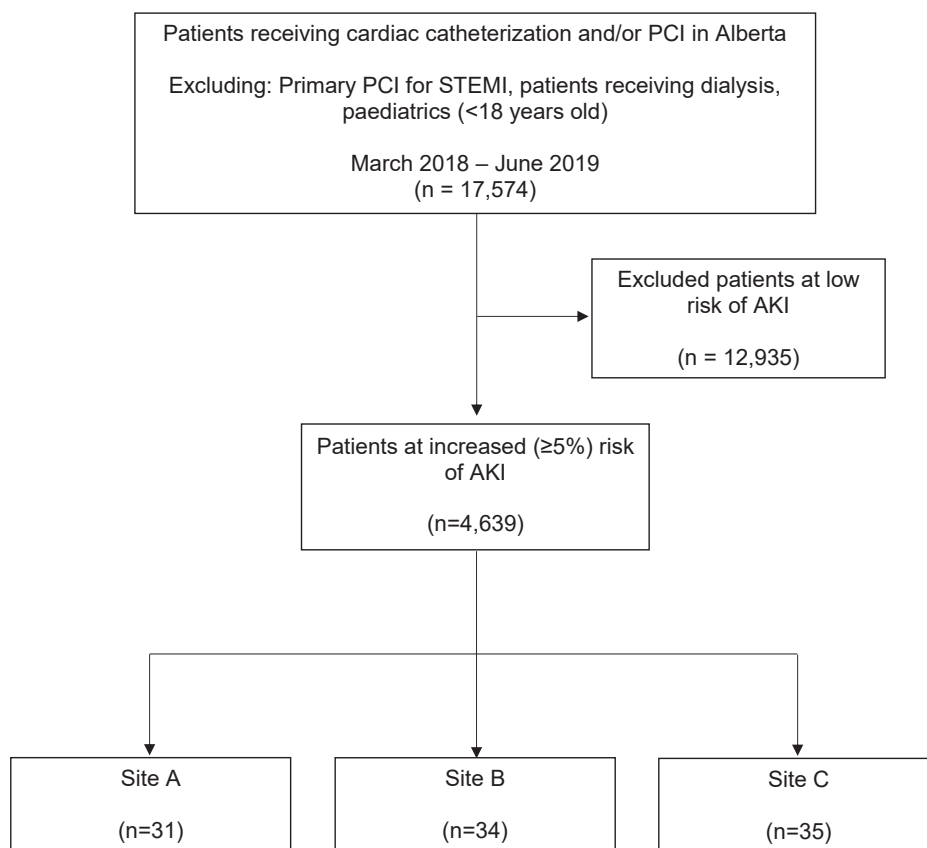 Patients receiving cardiac catheterization and/or PCI in Alberta
Excluding: Primary PCI for STEMI, patients receiving dialysis,
paediatrics (<18 years old)
March 2018 – June 2019
(n = 17,574)
Excluded patients at low
risk of AKI
(n = 12,935)
Patients at increased (≥5%) risk
of AKI
(n=4,639)
Site A
(n=31)
Site B
(n=34)
Site C
(n=35)